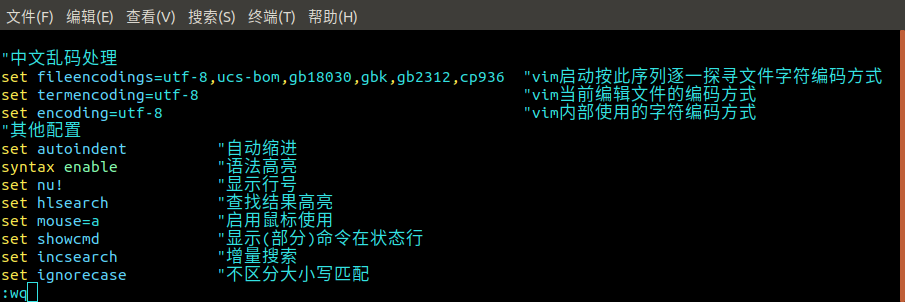 文件(F) 编辑(E) 查看(V) 搜索(S) 终端(T) 帮助(H)
"中文乱码处理
set fileencodings=utf-8,ucs-bom,gb18030,gbk,gb2312,cp936 "vim启动按此序列逐一探寻文件字符编码方式
set termencoding=utf-8 "vim当前编辑文件的编码方式
set encoding=utf-8 "vim内部使用的字符编码方式
"其他配置
set autoindent "自动缩进
syntax enable "语法高亮
set nu! "显示行号
set hlsearch "查找结果高亮
set mouse=a "启用鼠标使用
set showcmd "显示(部分)命令在状态行
set incsearch "增量搜索
set ignorecase "不区分大小写匹配
:wq